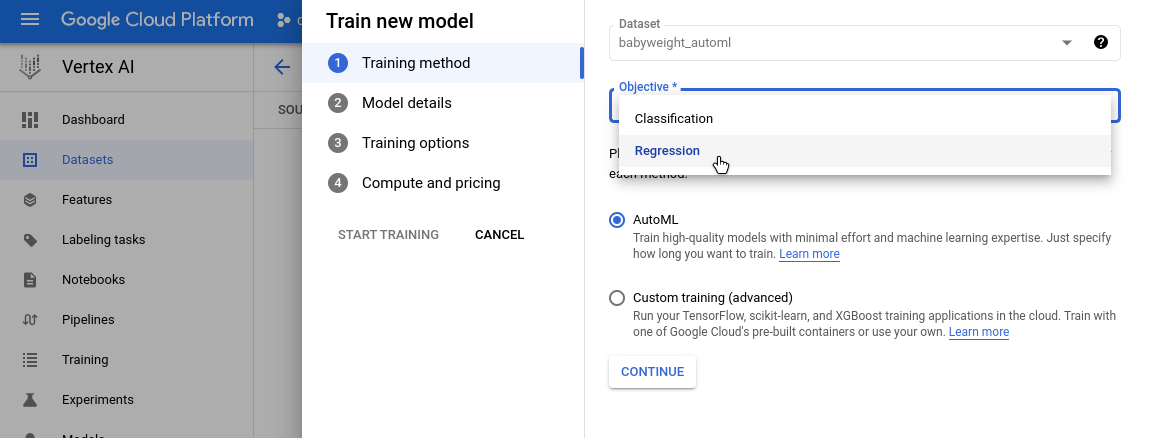 Google Cloud Platform
Vertex AI
Dashboard
Datasets
Features
Labeling tasks
Notebooks
Pipelines
Training
Experiments
SOU
Train new model
1 Training method
2 Model details
3 Training options
4 Compute and pricing
START TRAINING CANCEL
Dataset
babyweight_automl
Objective *
Classification
Regression
each method.
AutoML
Train high-quality models with minimal effort and machine learning expertise. Just specify
how long you want to train. Learn more
Custom training (advanced)
Run your TensorFlow, scikit-learn, and XGBoost training applications in the cloud. Train with
one of Google Cloud's pre-built containers or use your own. Learn more
CONTINUE